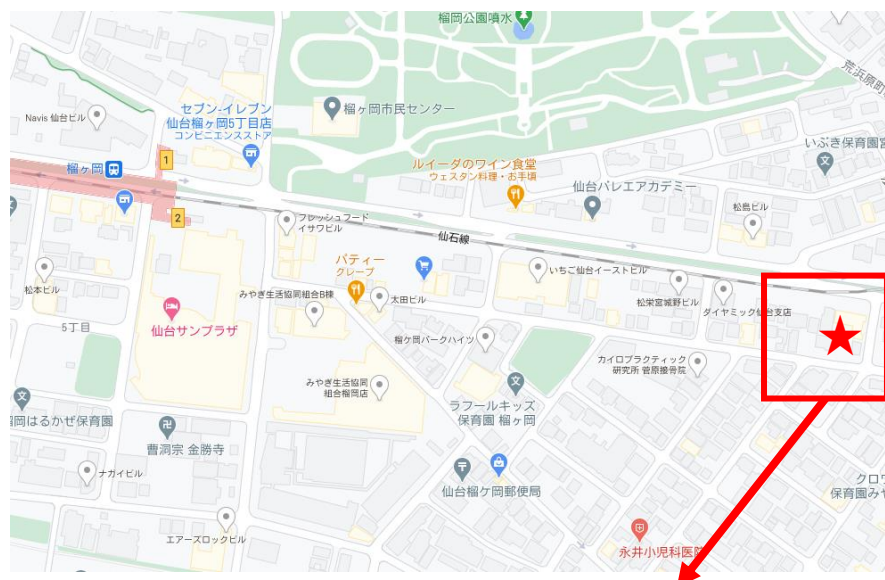 榴岡公園噴水
荒浜原町
セブン-イレブン
仙台榴ヶ岡5丁目店
コンビニエンスストア
Navis 仙台ビル
榴ヶ岡市民センター
いぶき保育園宮
1
ルイーダのワイン食堂
ウェスタン料理・お手頃
榴ヶ岡
仙台バレエアカデミー
松島ビル
2
フレッシュフード
イサワビル
仙石線
パティー
クレープ
いちご仙台イーストビル
松本ビル
みやぎ生活協同組合B棟
太田ビル
松栄宮城野ビル
ダイヤミック仙台支店
5丁目
仙台サンプラザ
榴ケ岡パークハイツ
カイロプラクティック
研究所 菅原接骨院
みやぎ生活協同
組合榴岡店
ラフールキッズ
保育園 榴ヶ岡
榴岡はるかぜ保育園
曹洞宗 金勝寺
ナガイビル
仙台榴ケ岡郵便局
クロワ
保育園みや
エアーズロックビル
永井小児科医院